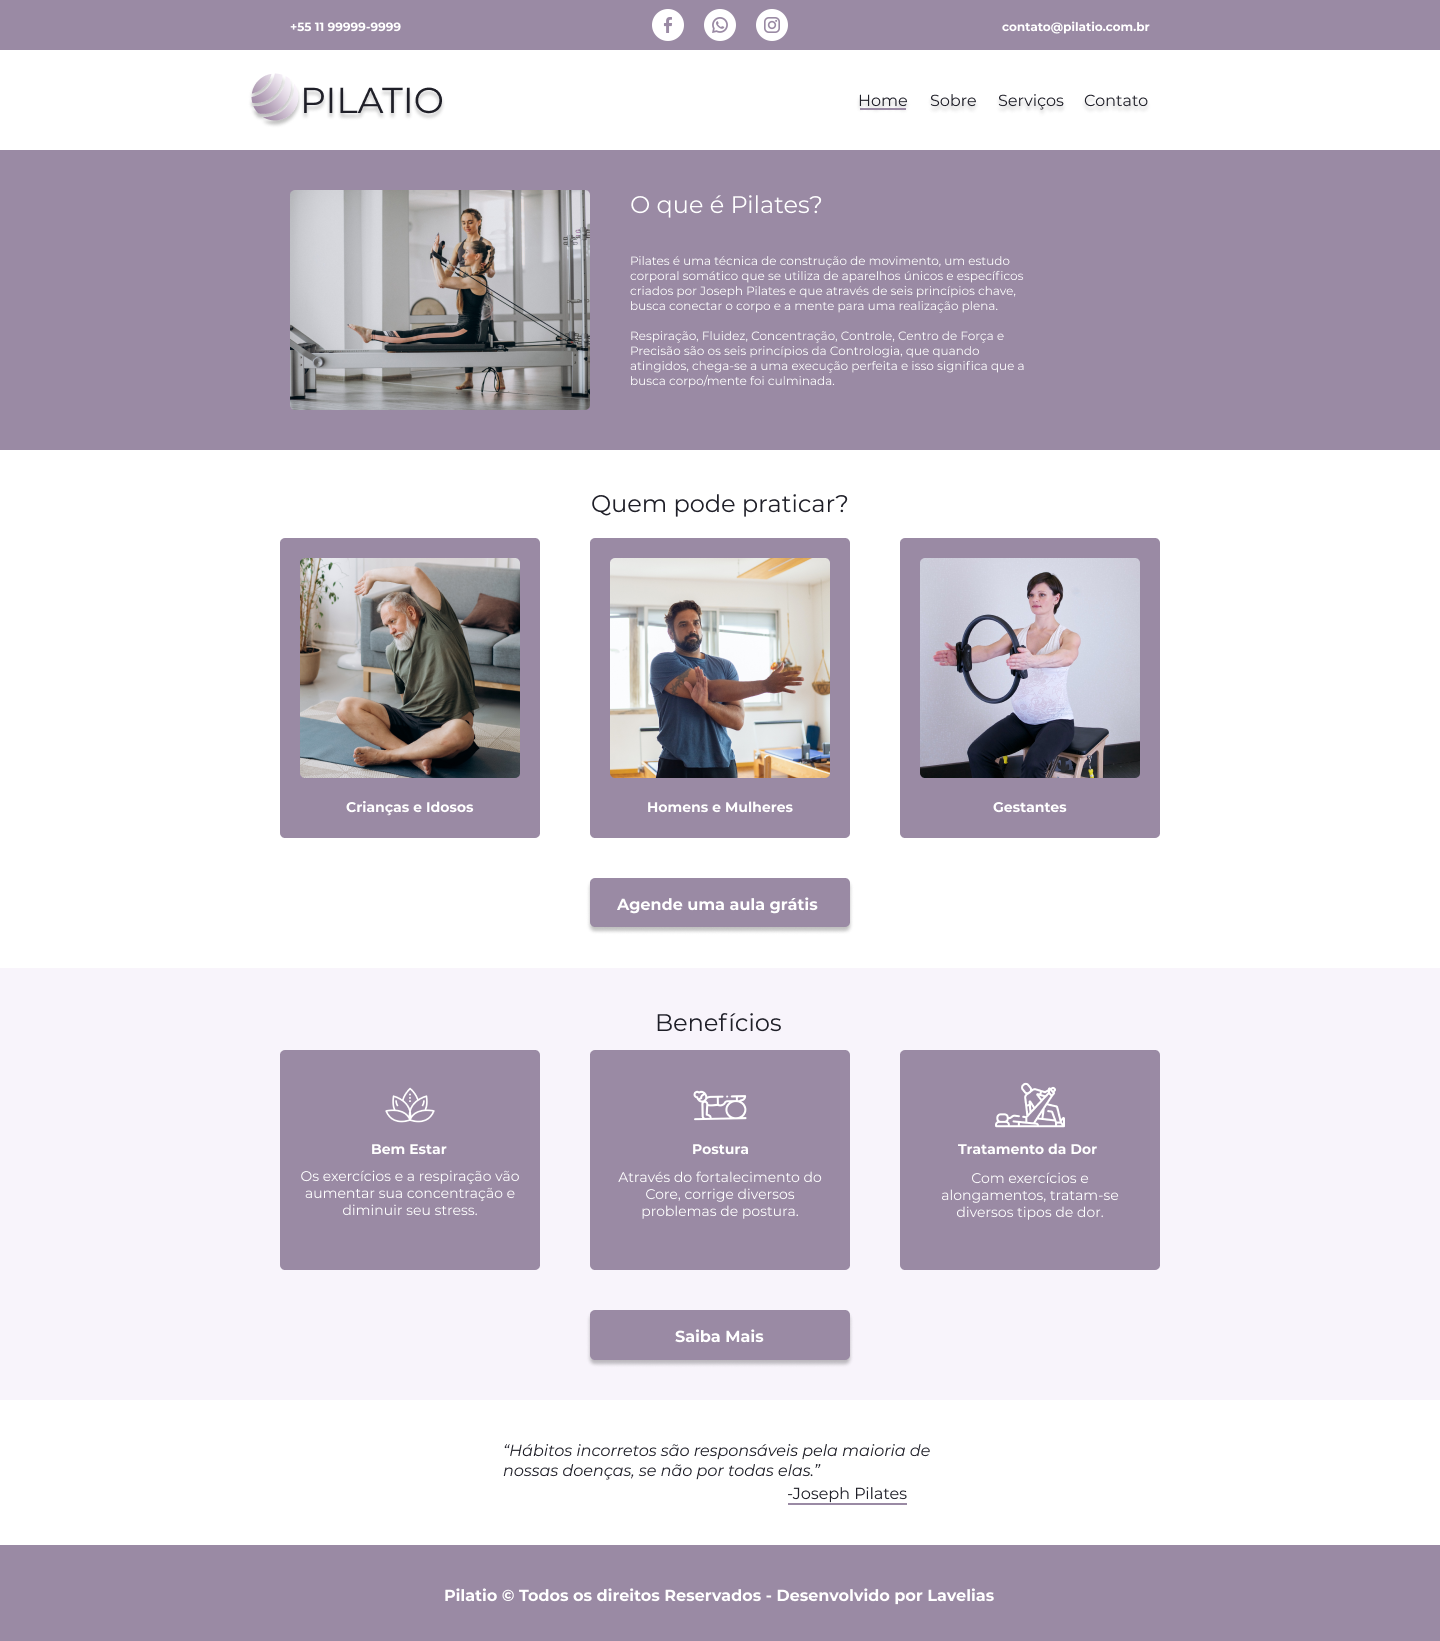 +55 11 99999-9999
contato@pilatio.com.br
PILATIO
Home Sobre Serviços Contato
O que é Pilates?
Pilates é uma técnica de construção de movimento, um estudo
corporal somático que se utiliza de aparelhos únicos e específicos
criados por Joseph Pilates e que através de seis princípios chave,
busca conectar o corpo e a mente para uma realização plena.
Respiração, Fluidez, Concentração, Controle, Centro de Força e
Precisão são os seis princípios da Contrologia, que quando
atingidos, chega-se a uma execução perfeita e isso significa que a
busca corpo/mente foi culminada.
Quem pode praticar?
Crianças e Idosos
Homens e Mulheres
Gestantes
Agende uma aula grátis
Benefícios
Bem Estar
Os exercícios e a respiração vão
aumentar sua concentração e
diminuir seu stress.
Postura
Através do fortalecimento do
Core, corrige diversos
problemas de postura.
Tratamento da Dor
Com exercícios e
alongamentos, tratam-se
diversos tipos de dor.
Saiba Mais
“Hábitos incorretos são responsáveis pela maioria de
nossas doenças, se não por todas elas.”
-Joseph Pilates
Pilatio © Todos os direitos Reservados - Desenvolvido por Lavelias